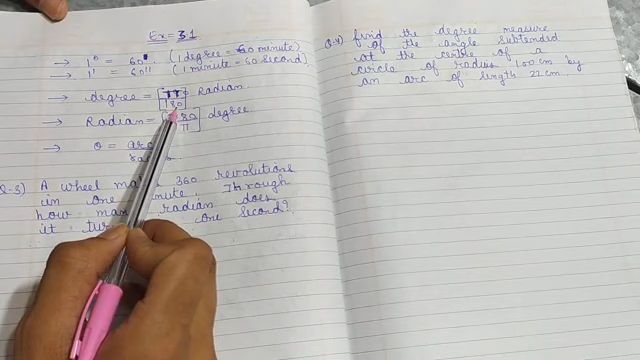 Ex = 3.1
→ 1° = 60' (1 degree = 60 minute)
→ 1' = 60'' (1 minute = 60 second)
→ degree = π/180 Radian
→ Radian = 180/π degree
→ θ = arc
Q-3) A wheel makes 360 revolutions
in one minute. Through
how many radian does
it turn one second?
Q-4) find the degree measure
of the angle subtended
at the centre of a
circle of radius 100 cm by
an arc of length 22 cm.